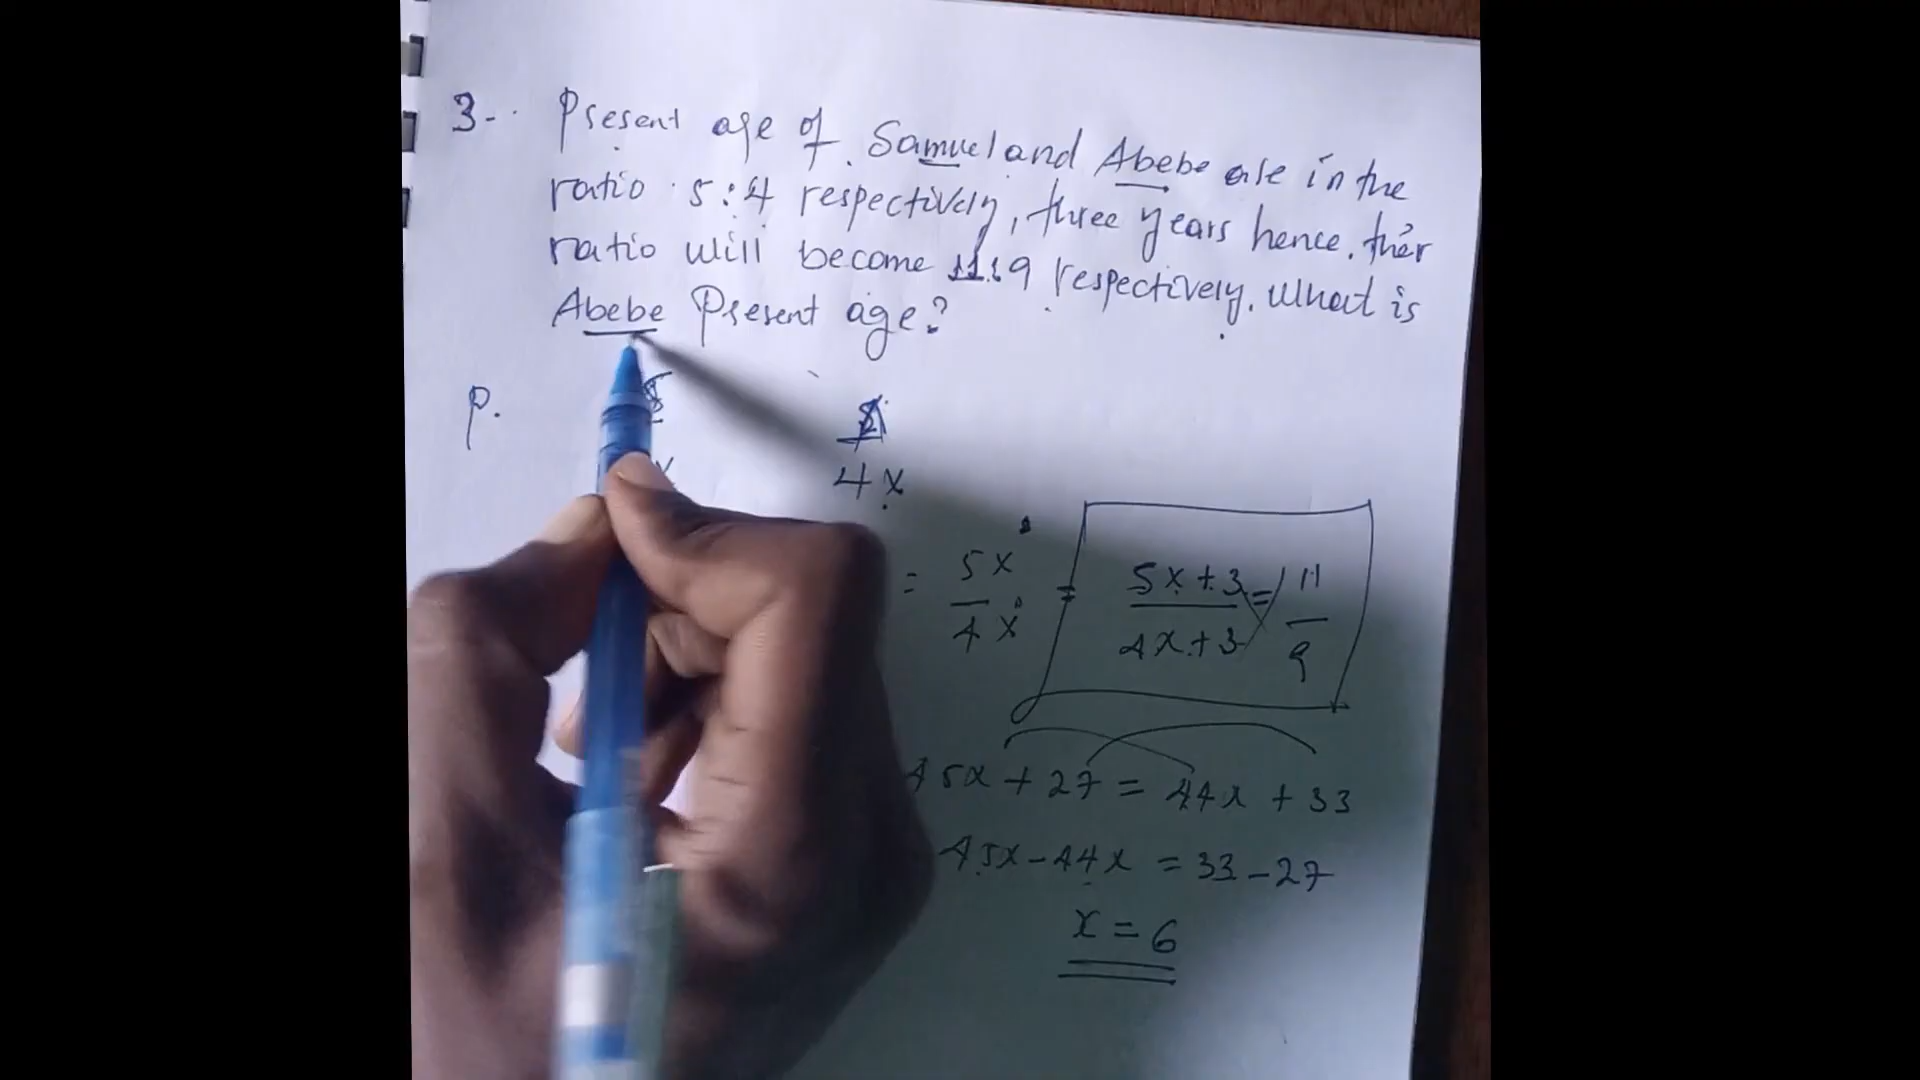 3-. Present age of Samuel and Abebe are in the
ratio 5:4 respectively, three years hence. ther
ratio will become 11:9 respectively. What is
Abebe Present age?
P.
4x
= 5x / 4x = 5x+3 / 4x+3 = 11 / 9
45x + 27 = 44x + 33
45x - 44x = 33 - 27
x = 6